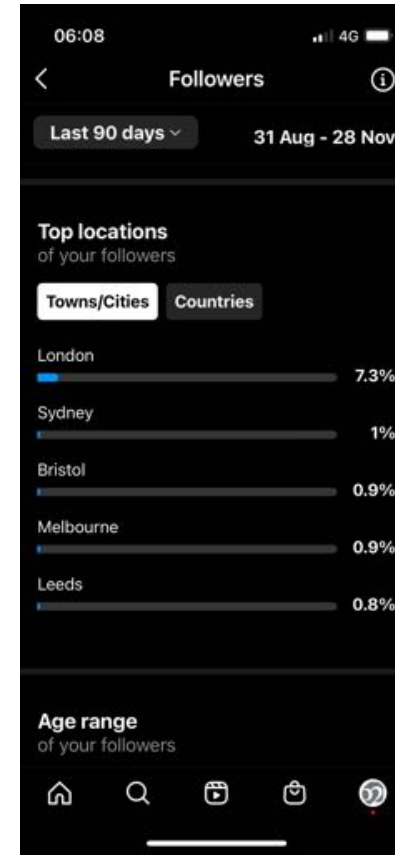 06:08
4G
Followers
Last 90 days
31 Aug - 28 Nov
Top locations
of your followers
Towns/Cities
Countries
London
7.3%
Sydney
1%
Bristol
0.9%
Melbourne
0.9%
Leeds
0.8%
Age range
of your followers